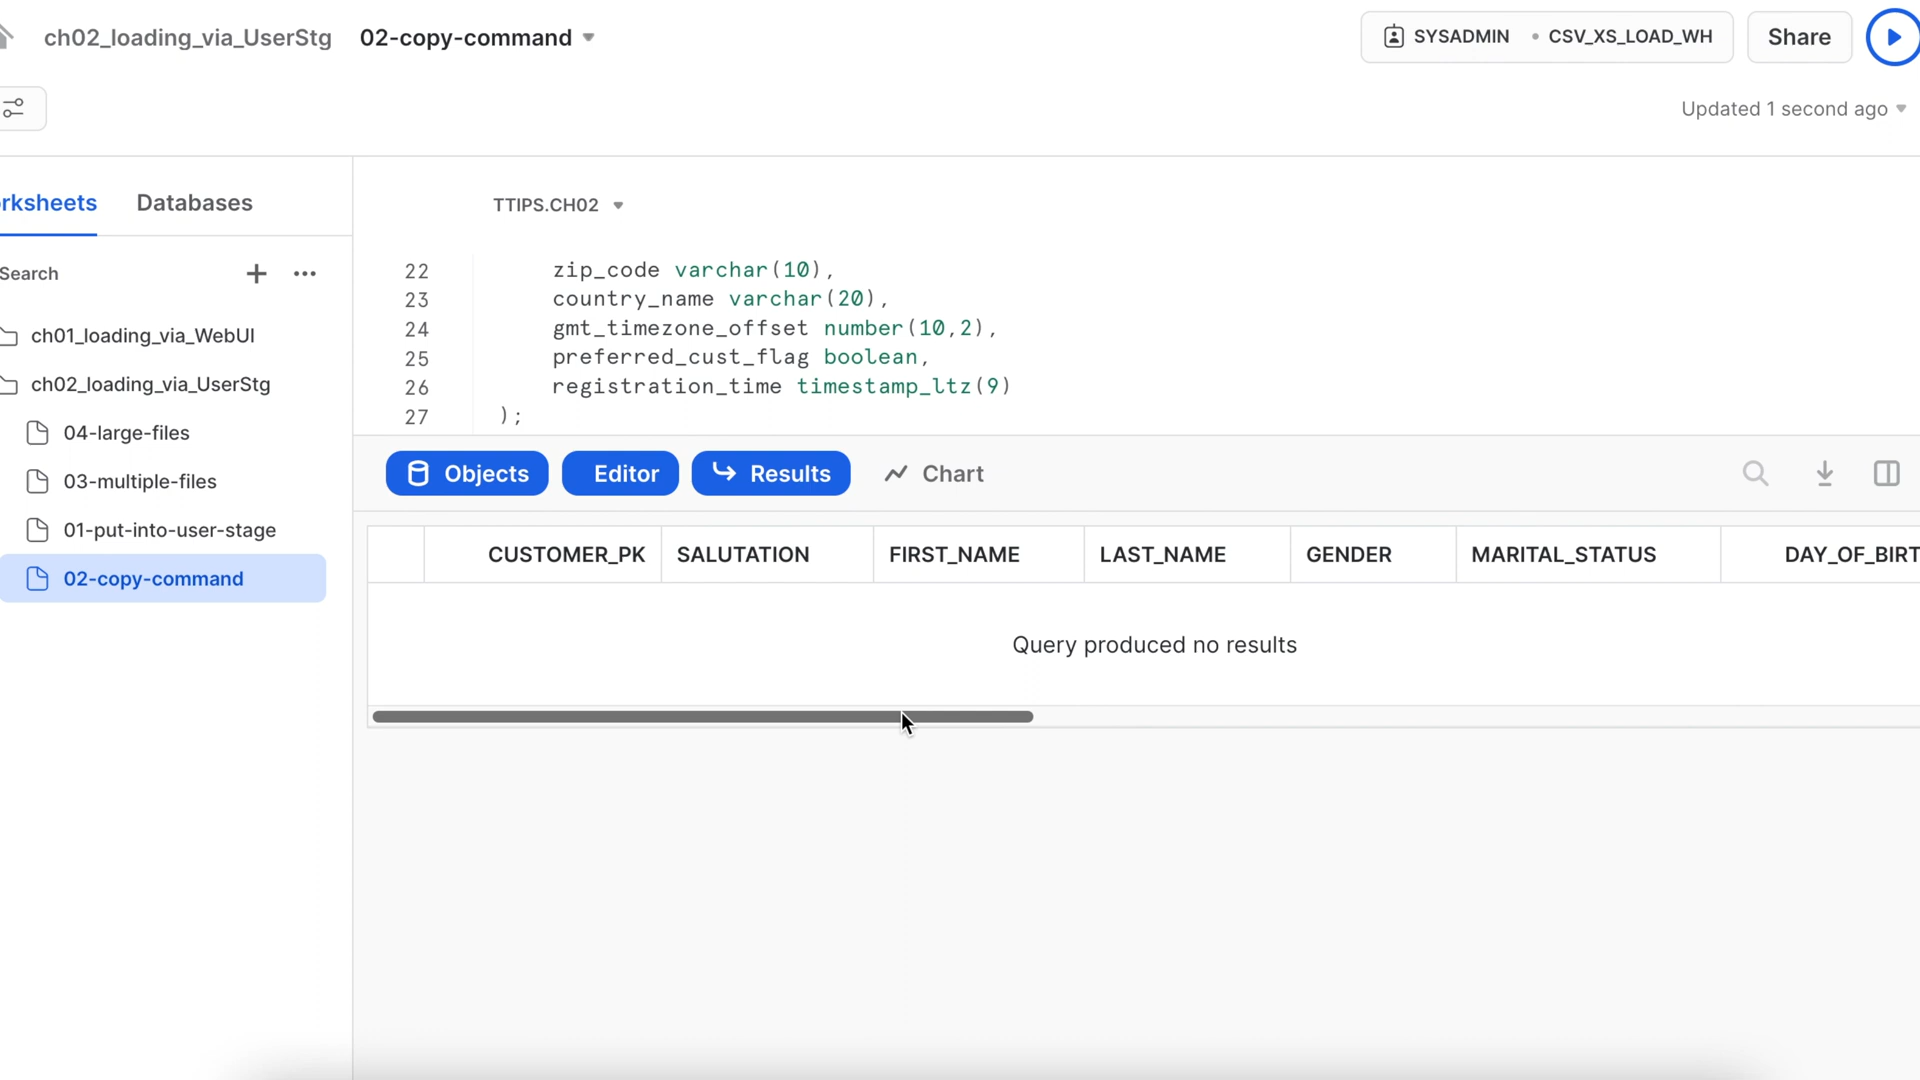 ch02_loading_via_UserStg 02-copy-command
SYSADMIN • CSV_XS_LOAD_WH
Share
Updated 1 second ago
rksheets Databases
Search
ch01_loading_via_WebUI
ch02_loading_via_UserStg
04-large-files
03-multiple-files
01-put-into-user-stage
02-copy-command
TTIPS.CH02
22 zip_code varchar(10),
23 country_name varchar(20),
24 gmt_timezone_offset number(10,2),
25 preferred_cust_flag boolean,
26 registration_time timestamp_ltz(9)
27 );
Objects Editor Results Chart
CUSTOMER_PK SALUTATION FIRST_NAME LAST_NAME GENDER MARITAL_STATUS DAY_OF_BIRT
Query produced no results